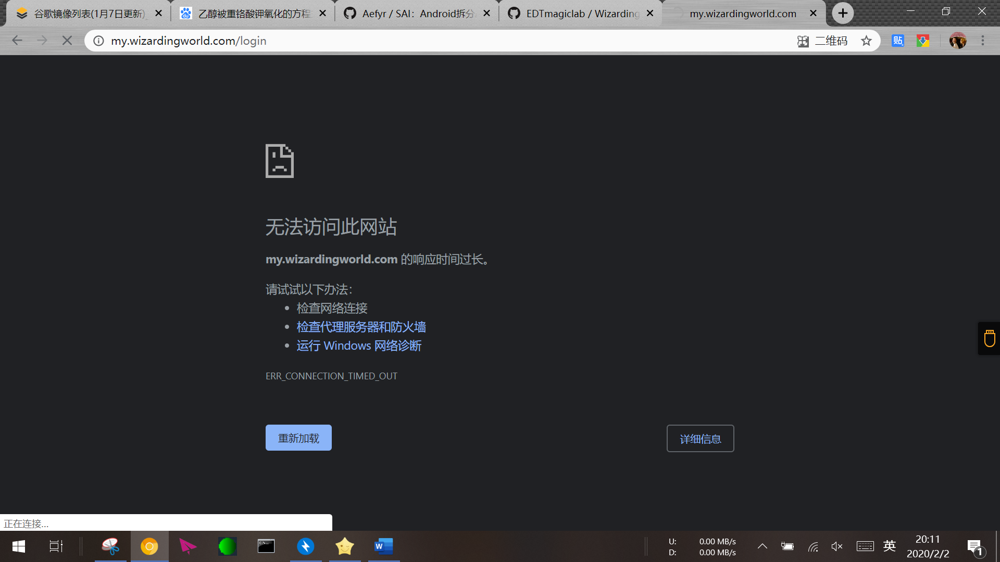 谷歌镜像列表(1月7日更新)
乙醇被重铬酸钾氧化的方程
Aefyr / SAI：Android拆分
EDTmagiclab / Wizarding
my.wizardingworld.com
my.wizardingworld.com/login
二维码
贴
无法访问此网站
my.wizardingworld.com 的响应时间过长。
请试试以下办法：
检查网络连接
检查代理服务器和防火墙
运行 Windows 网络诊断
ERR_CONNECTION_TIMED_OUT
重新加载
详细信息
正在连接...
U: 0.00 MB/s
D: 0.00 MB/s
英
20:11
2020/2/2
1